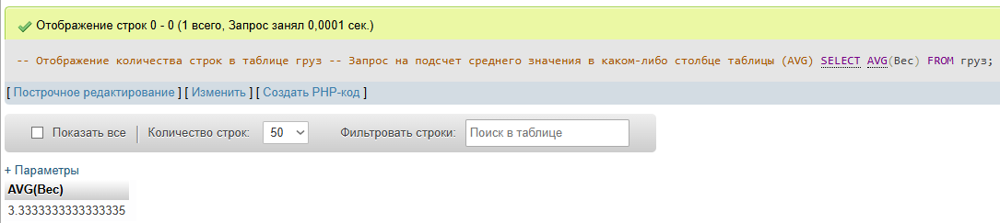 Отображение строк 0 - 0 (1 всего, Запрос занял 0,0001 сек.)
-- Отображение количества строк в таблице груз -- Запрос на подсчет среднего значения в каком-либо столбце таблицы (AVG) SELECT AVG(Вес) FROM груз;
[ Построчное редактирование ] [ Изменить ] [ Создать PHP-код ]
Показать все Количество строк: 50 Фильтровать строки: Поиск в таблице
+ Параметры
AVG(Вес)
3.3333333333333335